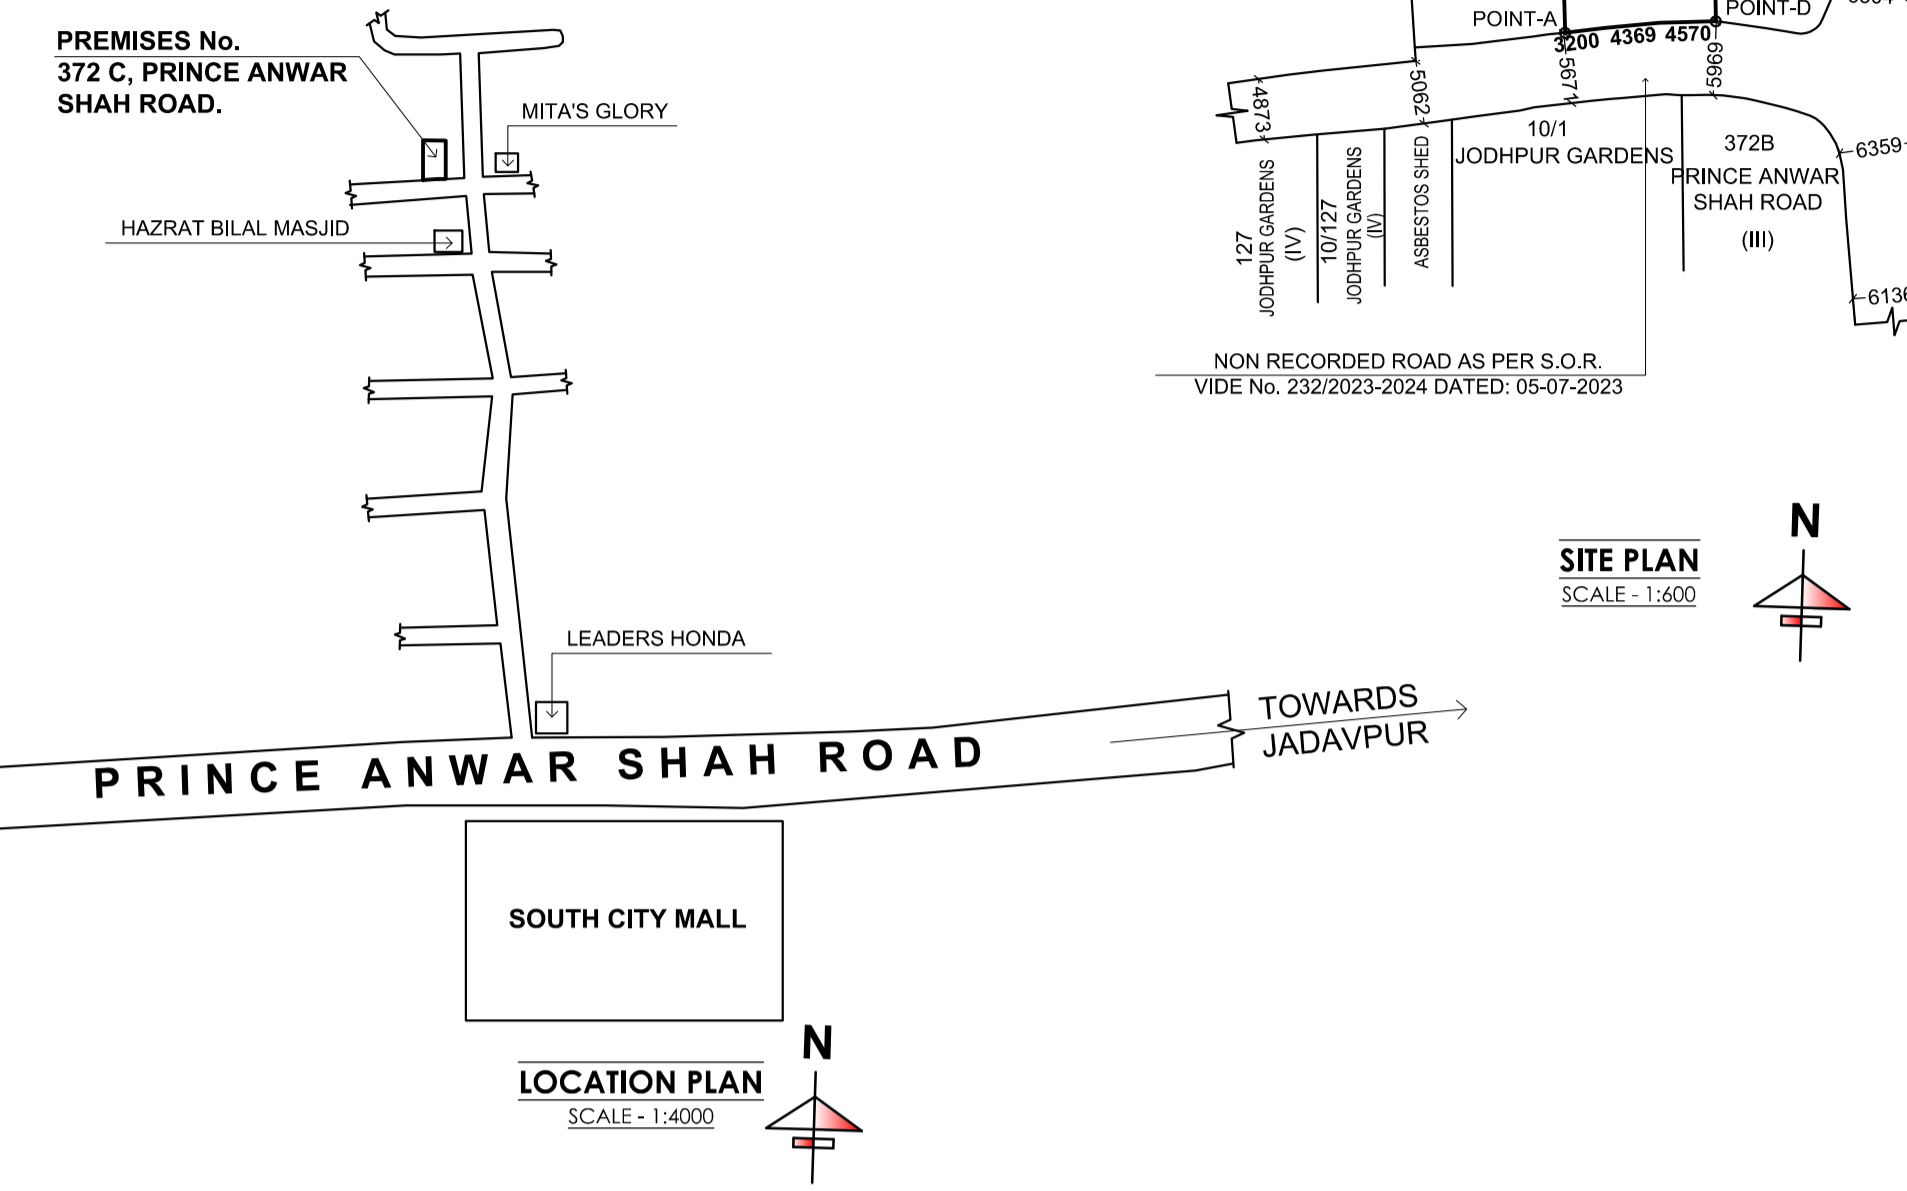 PREMISES No.
372 C, PRINCE ANWAR
SHAH ROAD.
MITA'S GLORY
HAZRAT BILAL MASJID
LEADERS HONDA
PRINCE ANWAR SHAH ROAD
TOWARDS
JADAVPUR
SOUTH CITY MALL
N
LOCATION PLAN
SCALE - 1:4000
POINT-A
POINT-D
3200 4369 4570
4873
5062
5671
5969
6359
6136
127
JODHPUR GARDENS
(IV)
10/127
JODHPUR GARDENS
(IV)
ASBESTOS SHED
10/1
JODHPUR GARDENS
372B
PRINCE ANWAR
SHAH ROAD
(III)
NON RECORDED ROAD AS PER S.O.R.
VIDE No. 232/2023-2024 DATED: 05-07-2023
N
SITE PLAN
SCALE - 1:600